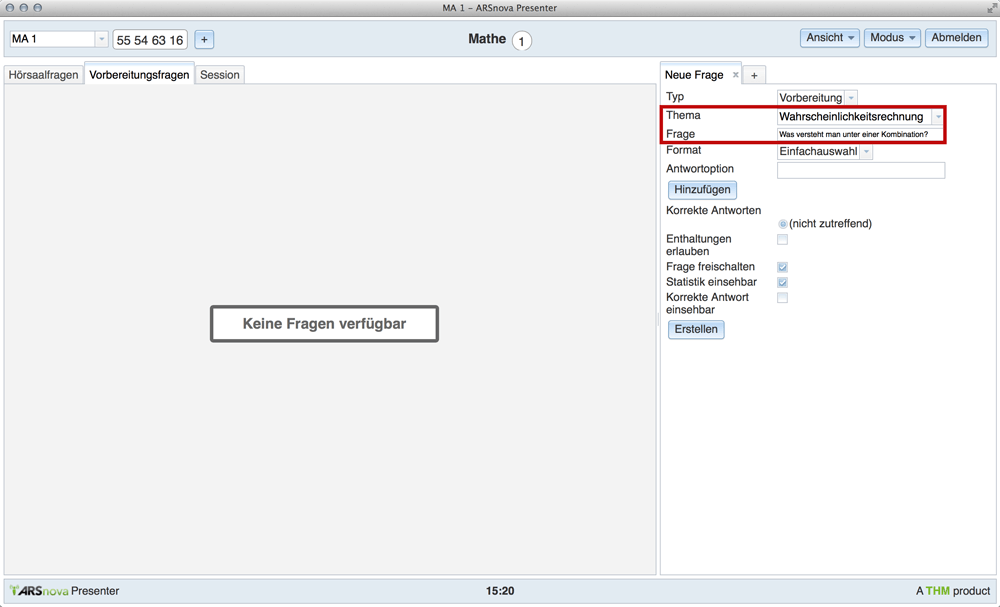 MA 1 – ARSnova Presenter
MA 1
55 54 63 16
+
Mathe 1
Ansicht
Modus
Abmelden
Hörsaalfragen
Vorbereitungsfragen
Session
Neue Frage
+
Typ
Vorbereitung
Thema
Wahrscheinlichkeitsrechnung
Frage
Was versteht man unter einer Kombination?
Format
Einfachauswahl
Antwortoption
Hinzufügen
Korrekte Antworten
(nicht zutreffend)
Enthaltungen
erlauben
Frage freischalten
Statistik einsehbar
Korrekte Antwort
einsehbar
Erstellen
Keine Fragen verfügbar
ARSnova Presenter
15:20
A THM product